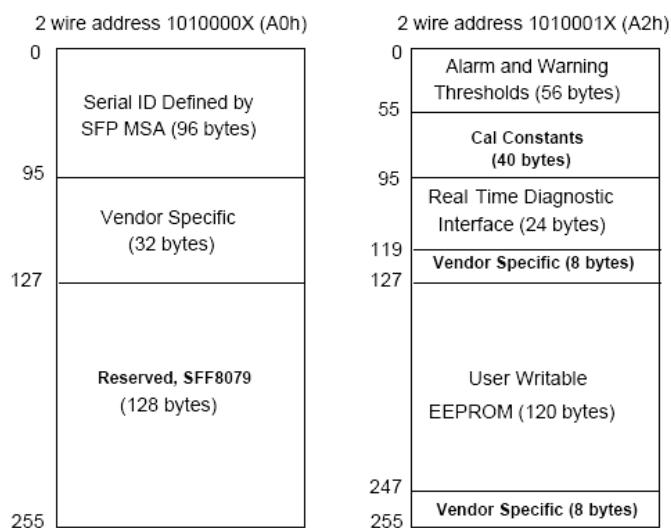 2 wire address 1010000X (A0h)
0
Serial ID Defined by
SFP MSA (96 bytes)
95
Vendor Specific
(32 bytes)
127
Reserved, SFF8079
(128 bytes)
255
2 wire address 1010001X (A2h)
0
Alarm and Warning
Thresholds (56 bytes)
55
Cal Constants
(40 bytes)
95
Real Time Diagnostic
Interface (24 bytes)
119
Vendor Specific (8 bytes)
127
User Writable
EEPROM (120 bytes)
247
Vendor Specific (8 bytes)
255